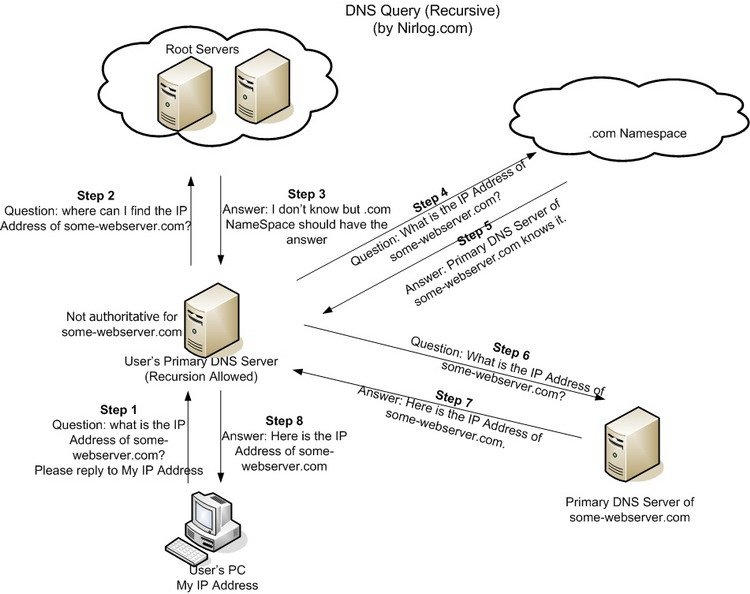 DNS Query (Recursive)
(by Nirlog.com)
Root Servers
.com Namespace
Step 2
Question: where can I find the IP
Address of some-webserver.com?
Step 3
Answer: I don't know but .com
NameSpace should have the
answer
Step 4
Question: What is the IP Address of
some-webserver.com?
Step 5
Answer: Primary DNS Server of
some-webserver.com knows it.
Not authoritative for
some-webserver.com
User's Primary DNS Server
(Recursion Allowed)
Step 6
Question: What is the IP Address of
some-webserver.com?
Step 7
Answer: Here is the IP Address of
some-webserver.com.
Step 1
Question: what is the IP
Address of some-
webserver.com?
Please reply to My IP Address
Step 8
Answer: Here is the IP
Address of some-
webserver.com
Primary DNS Server of
some-webserver.com
User's PC
My IP Address